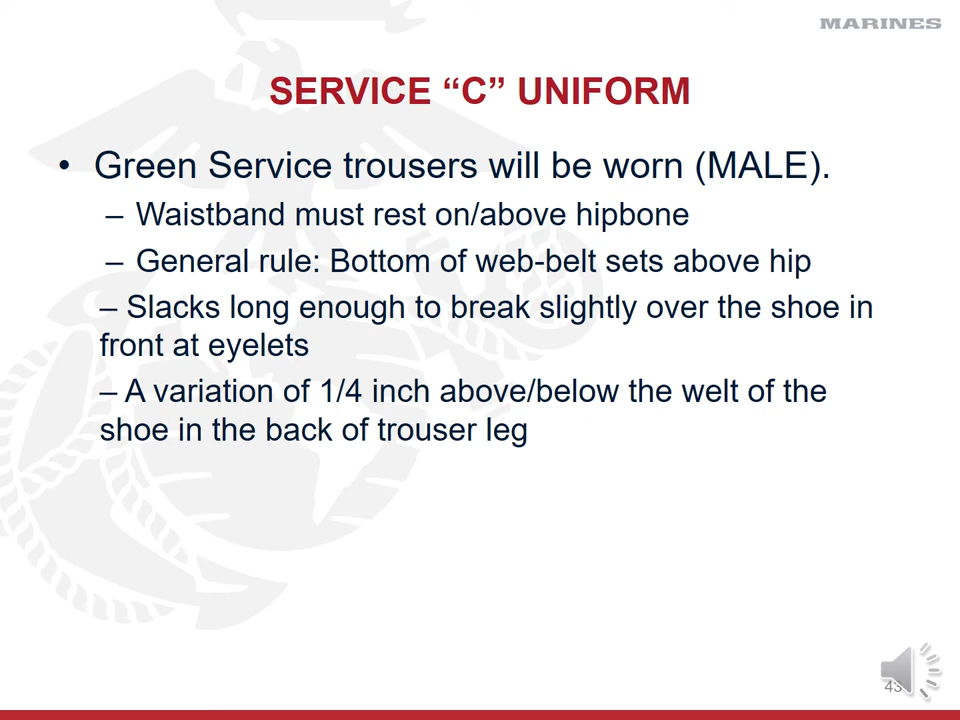 MARINES
SERVICE “C” UNIFORM
• Green Service trousers will be worn (MALE).
– Waistband must rest on/above hipbone
– General rule: Bottom of web-belt sets above hip
– Slacks long enough to break slightly over the shoe in
front at eyelets
– A variation of 1/4 inch above/below the welt of the
shoe in the back of trouser leg
43